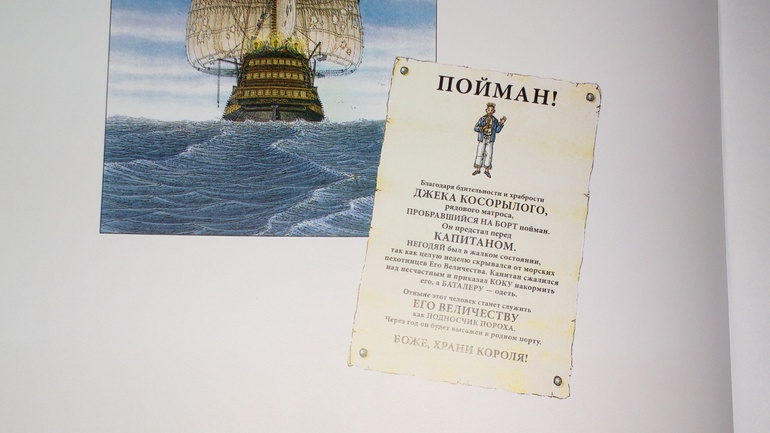 ПОЙМАН!
Благодаря бдительности и храбрости
ДЖЕКА КОСОРЫЛОГО,
рядового матроса,
ПРОБРАВШИЙСЯ НА БОРТ пойман.
Он предстал перед
КАПИТАНОМ.
НЕГОДЯЙ был в жалком состоянии,
так как целую неделю скрывался от морских
пехотинцев Его Величества. Капитан сжалился
над несчастным и приказал КОКУ накормить
его, а БАТАЛЕРУ — одеть.
Отныне этот человек станет служить
ЕГО ВЕЛИЧЕСТВУ
как ПОДНОСЧИК ПОРОХА.
Через год он будет высажен в родном порту.
БОЖЕ, ХРАНИ КОРОЛЯ!